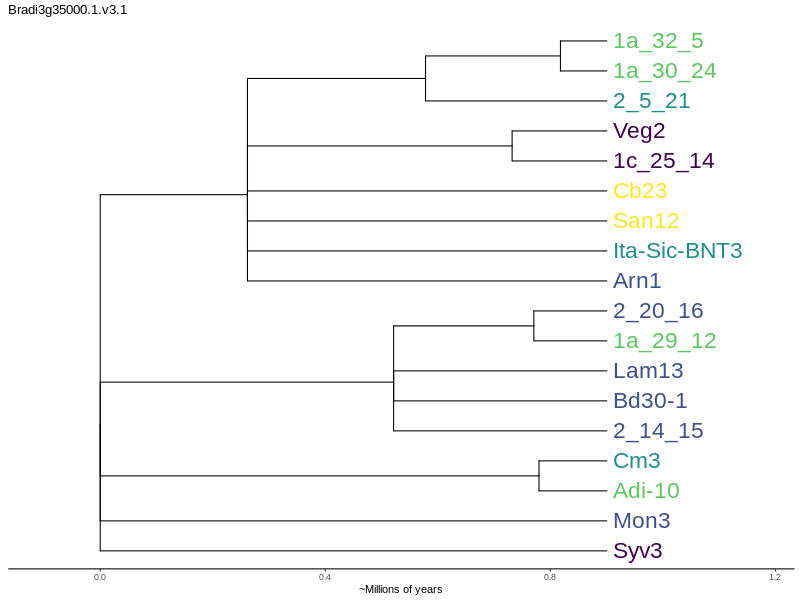 Bradi3g35000.1.v3.1
1a_32_5
1a_30_24
2_5_21
Veg2
1c_25_14
Cb23
San12
Ita-Sic-BNT3
Arn1
2_20_16
1a_29_12
Lam13
Bd30-1
2_14_15
Cm3
Adi-10
Mon3
Syv3
0.0 0.4 0.8 1.2
~Millions of years